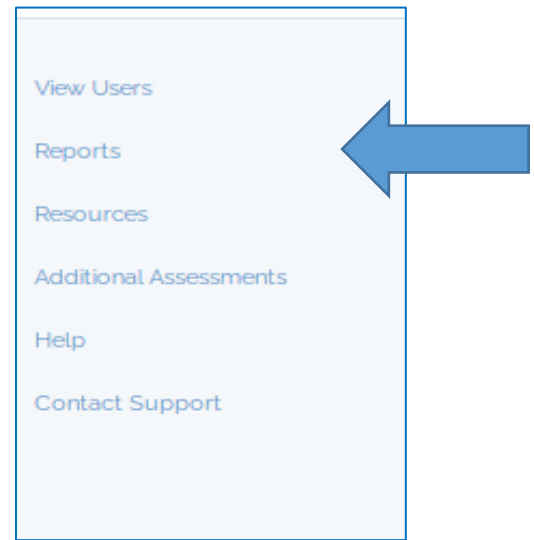 View Users
Reports
Resources
Additional Assessments
Help
Contact Support